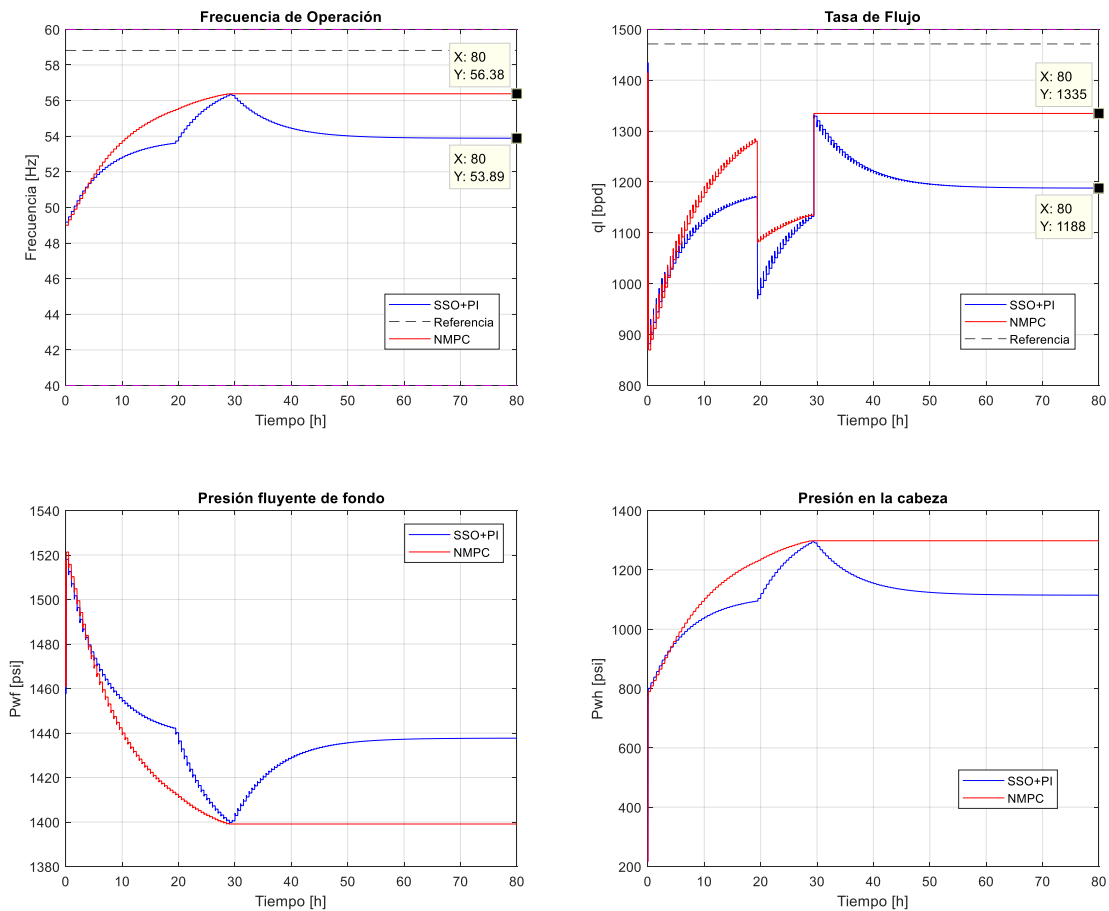 Frecuencia de Operación
60
58
56
54
52
50
48
46
44
42
40
Frecuencia [Hz]
X: 80
Y: 56.38
X: 80
Y: 53.89
SSO+PI
Referencia
NMPC
0 10 20 30 40 50 60 70 80
Tiempo [h]
Tasa de Flujo
1500
1400
1300
1200
1100
1000
900
800
ql [bpd]
X: 80
Y: 1335
X: 80
Y: 1188
SSO+PI
NMPC
Referencia
0 10 20 30 40 50 60 70 80
Tiempo [h]
Presión fluyente de fondo
1540
1520
1500
1480
1460
1440
1420
1400
1380
Pwf [psi]
SSO+PI
NMPC
0 10 20 30 40 50 60 70 80
Tiempo [h]
Presión en la cabeza
1400
1200
1000
800
600
400
200
Pwh [psi]
SSO+PI
NMPC
0 10 20 30 40 50 60 70 80
Tiempo [h]